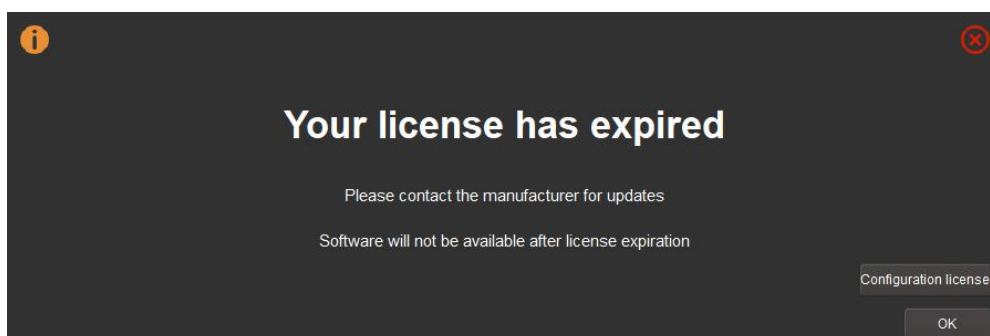 Your license has expired
Please contact the manufacturer for updates
Software will not be available after license expiration
Configuration license
OK